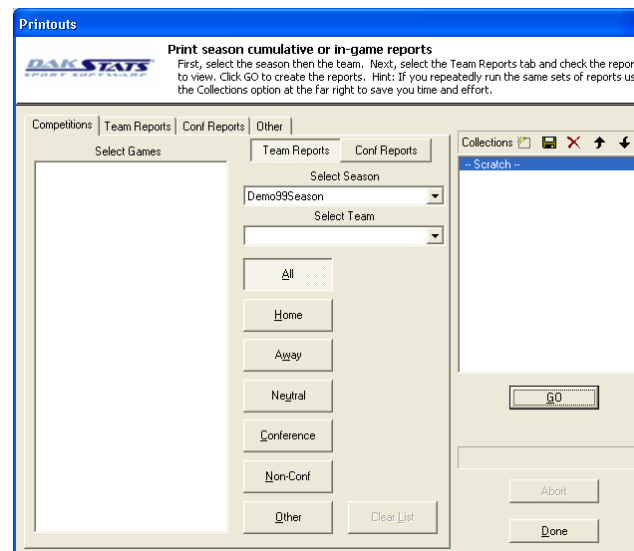 Printouts
DAKSTATS
SPORT SOFTWARE
Print season cumulative or in-game reports
First, select the season then the team. Next, select the Team Reports tab and check the repor
to view. Click GO to create the reports. Hint: If you repeatedly run the same sets of reports us
the Collections option at the far right to save you time and effort.
Competitions Team Reports Conf Reports Other
Select Games
Team Reports Conf Reports
Select Season
Demo99Season
Select Team
All
Home
Away
Neutral
Conference
Non-Conf
Other Clear List
Collections
-- Scratch --
GO
Abort
Done